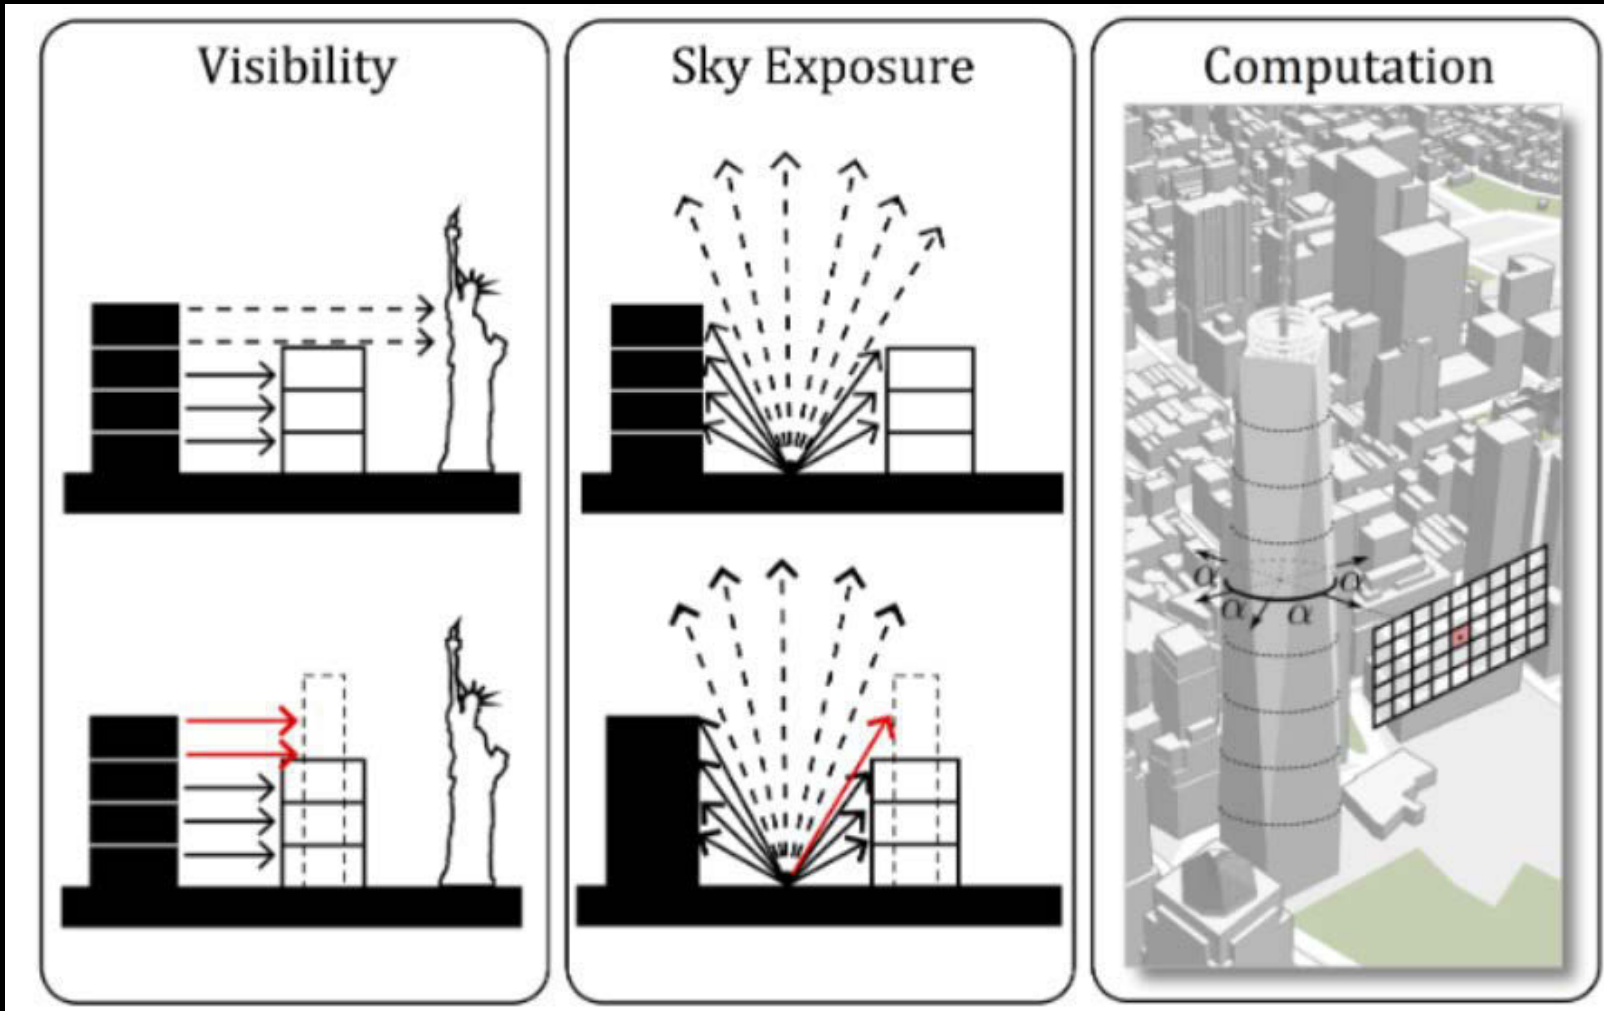 Visibility
Sky Exposure
Computation
α
α
α
α